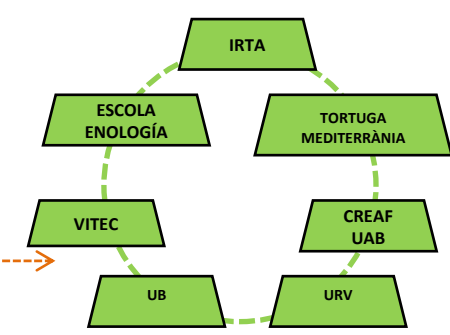 IRTA
ESCOLA
ENOLOGÍA
TORTUGA
MEDITERRÀNIA
VITEC
CREAF
UAB
UB
URV